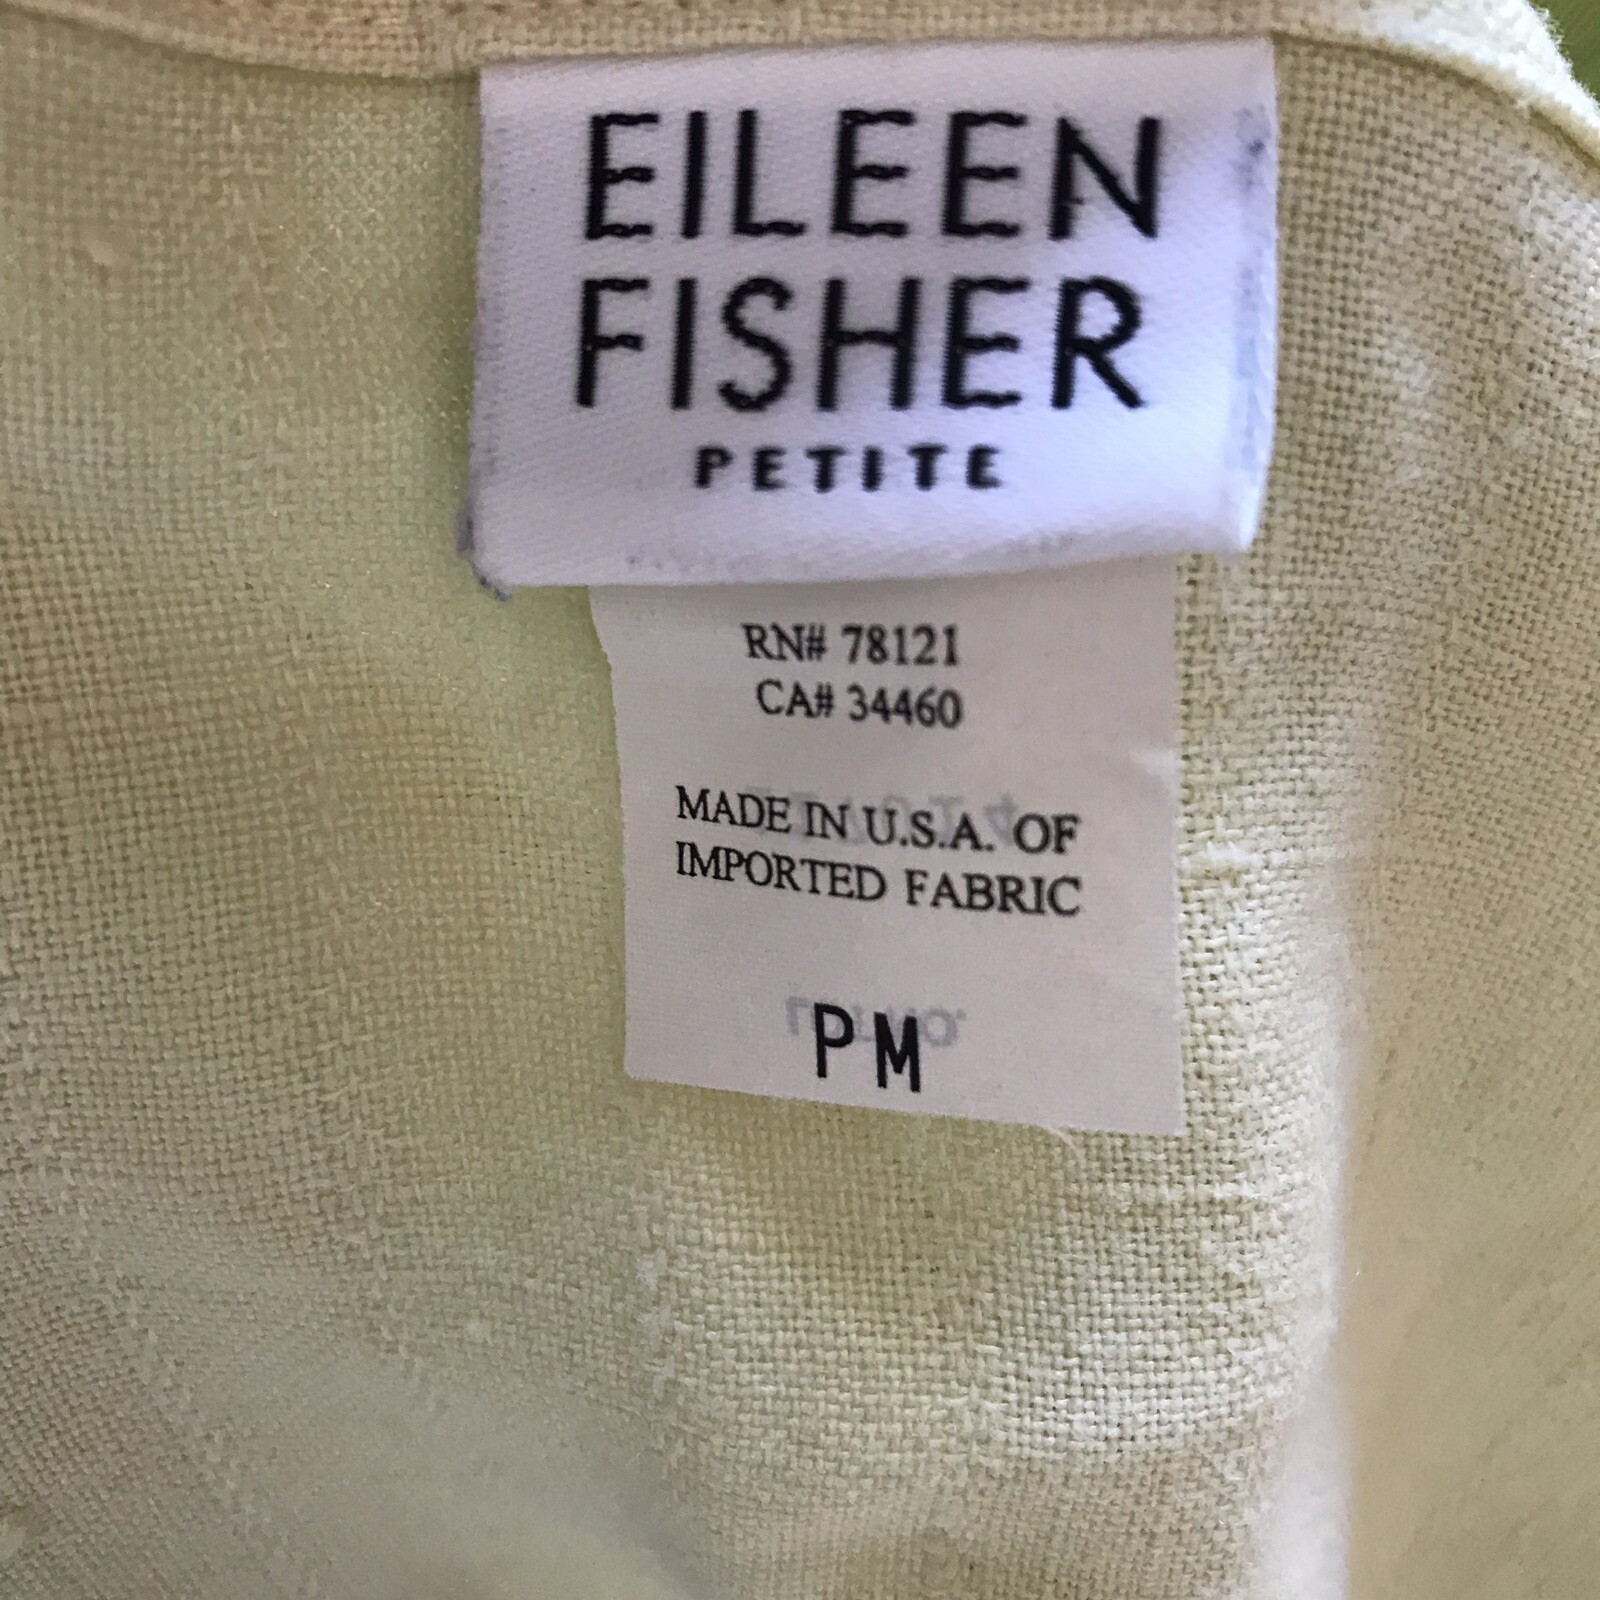 EILEEN
FISHER
PETITE
RN# 78121
CA# 34460
MADE IN U.S.A. OF
IMPORTED FABRIC
PM